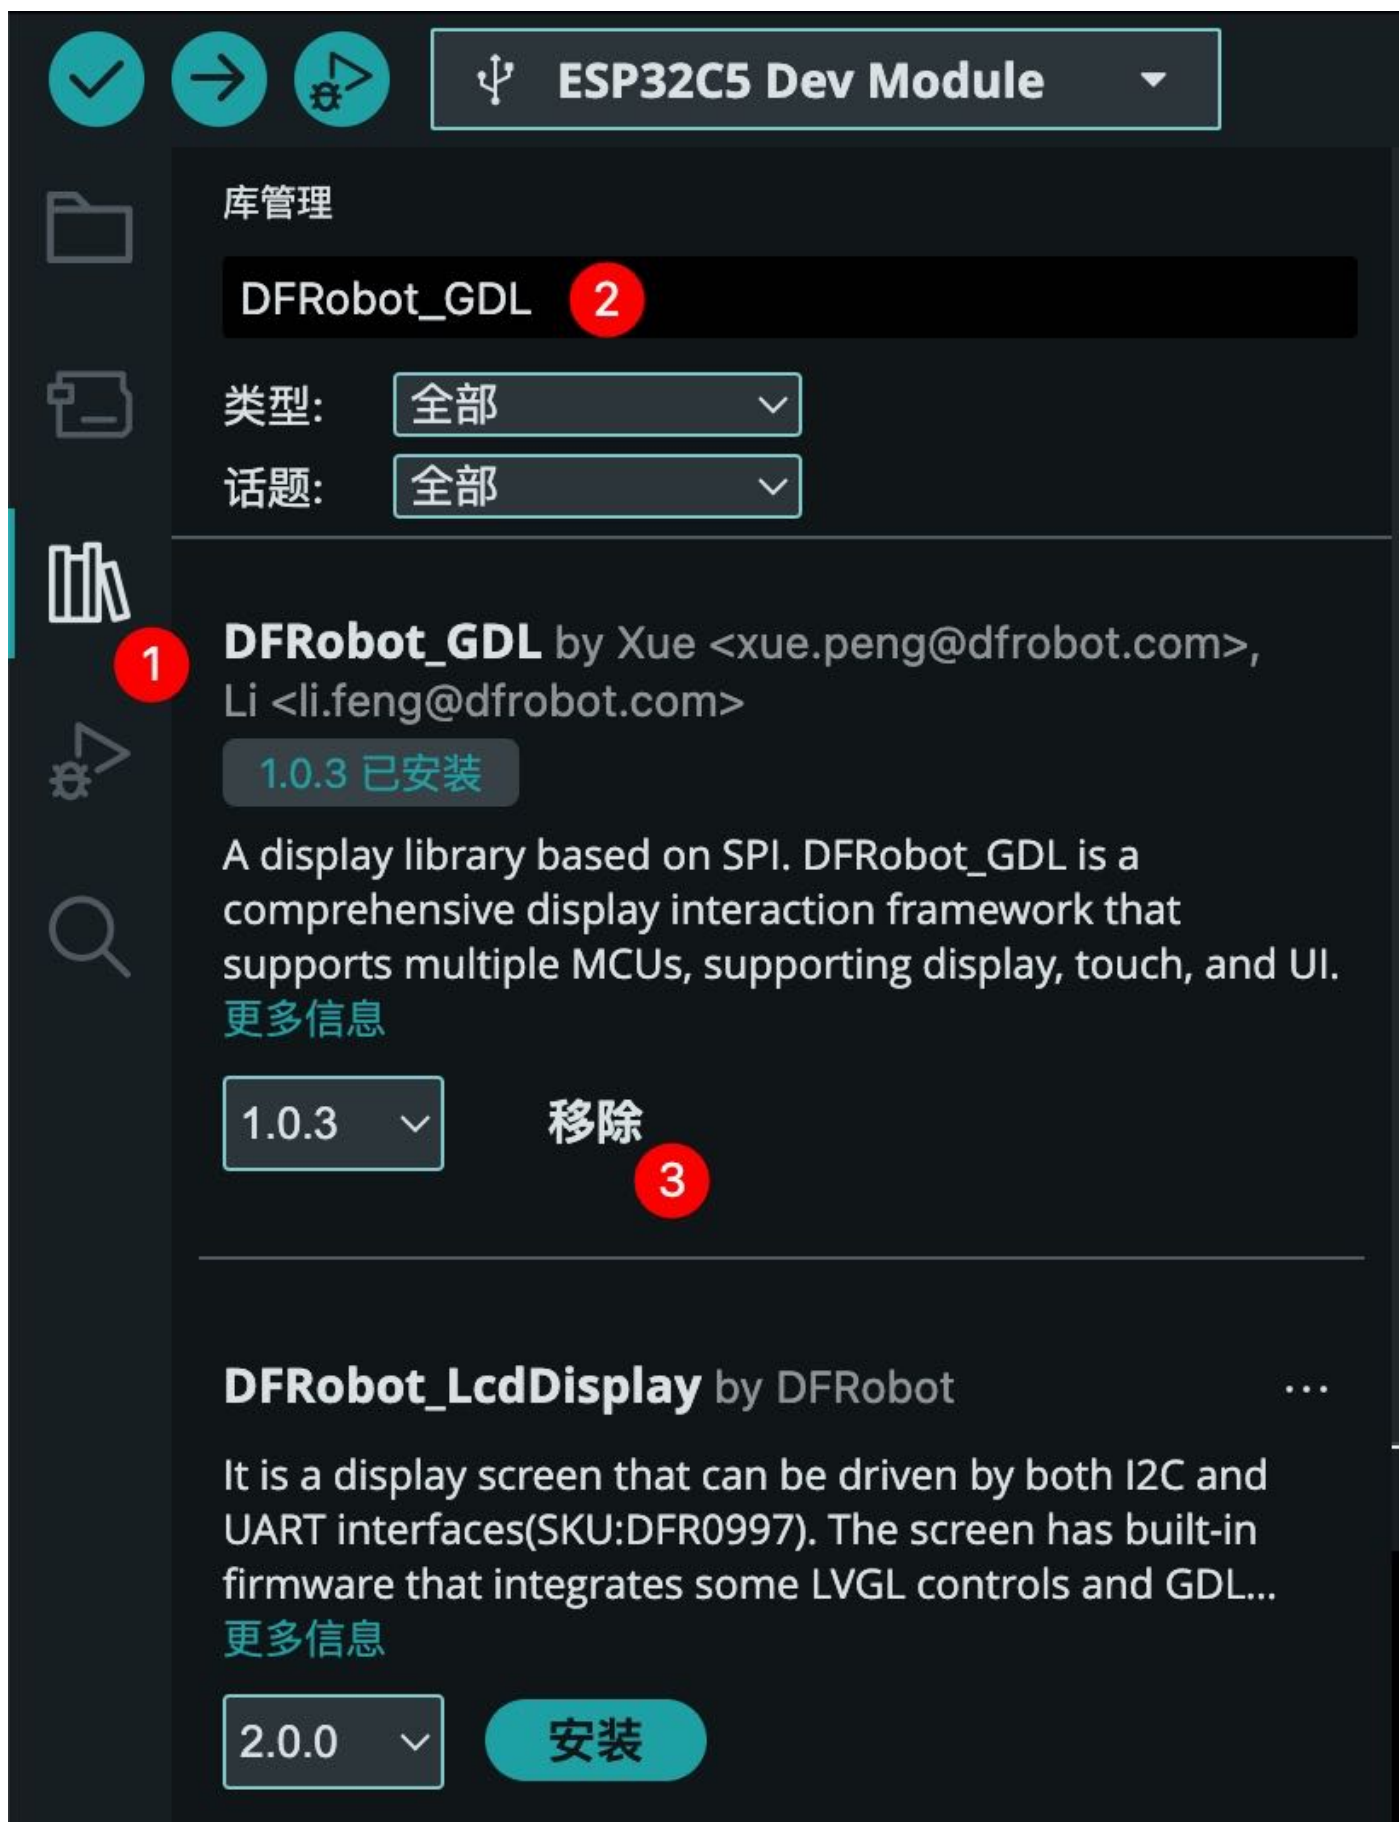 ESP32C5 Dev Module
库管理
DFRobot_GDL 2
类型: 全部
话题: 全部
1
DFRobot_GDL by Xue <xue.peng@dfrobot.com>,
Li <li.feng@dfrobot.com>
1.0.3 已安装
A display library based on SPI. DFRobot_GDL is a
comprehensive display interaction framework that
supports multiple MCUs, supporting display, touch, and UI.
更多信息
1.0.3 移除
3
DFRobot_LcdDisplay by DFRobot ...
It is a display screen that can be driven by both I2C and
UART interfaces(SKU:DFR0997). The screen has built-in
firmware that integrates some LVGL controls and GDL...
更多信息
2.0.0 安装